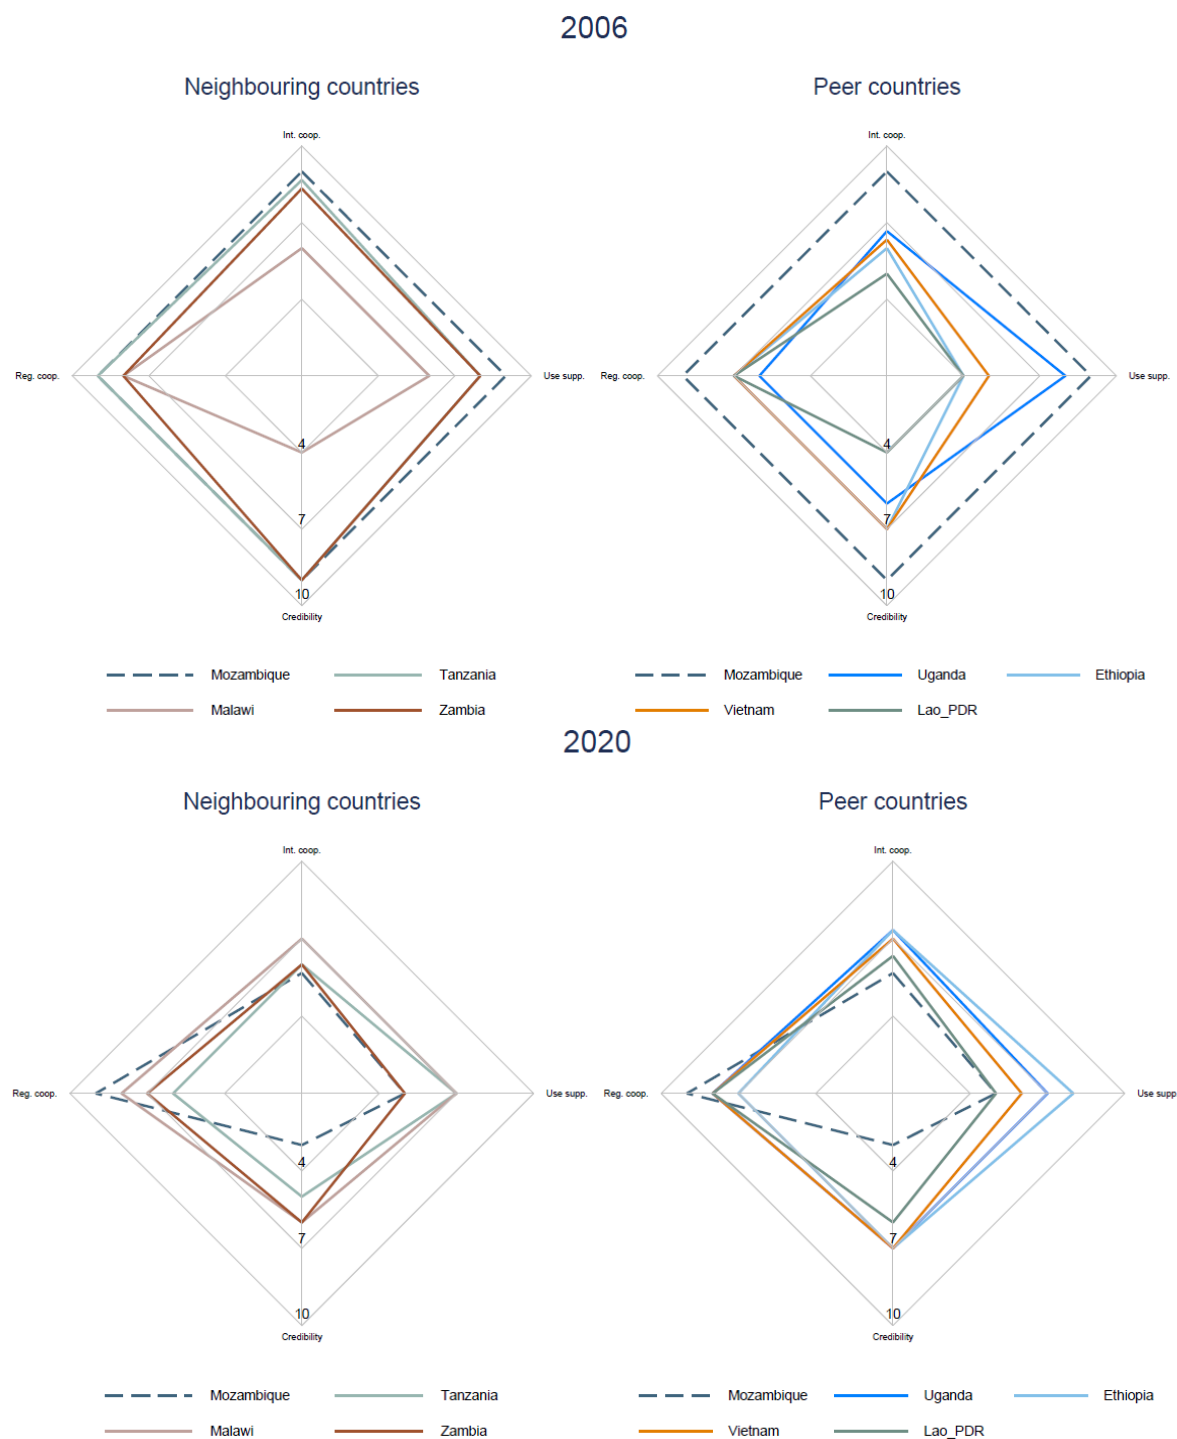 2006
Neighbouring countries Peer countries
Int. coop. Int. coop.
Reg. coop. Use supp. Reg. coop. Use supp.
4 4
7 7
10 10
Credibility Credibility
Mozambique Tanzania Mozambique Uganda Ethiopia
Malawi Zambia Vietnam Lao_PDR
2020
Neighbouring countries Peer countries
Int. coop. Int. coop.
Reg. coop. Use supp. Reg. coop. Use supp
4 4
7 7
10 10
Credibility Credibility
Mozambique Tanzania Mozambique Uganda Ethiopia
Malawi Zambia Vietnam Lao_PDR